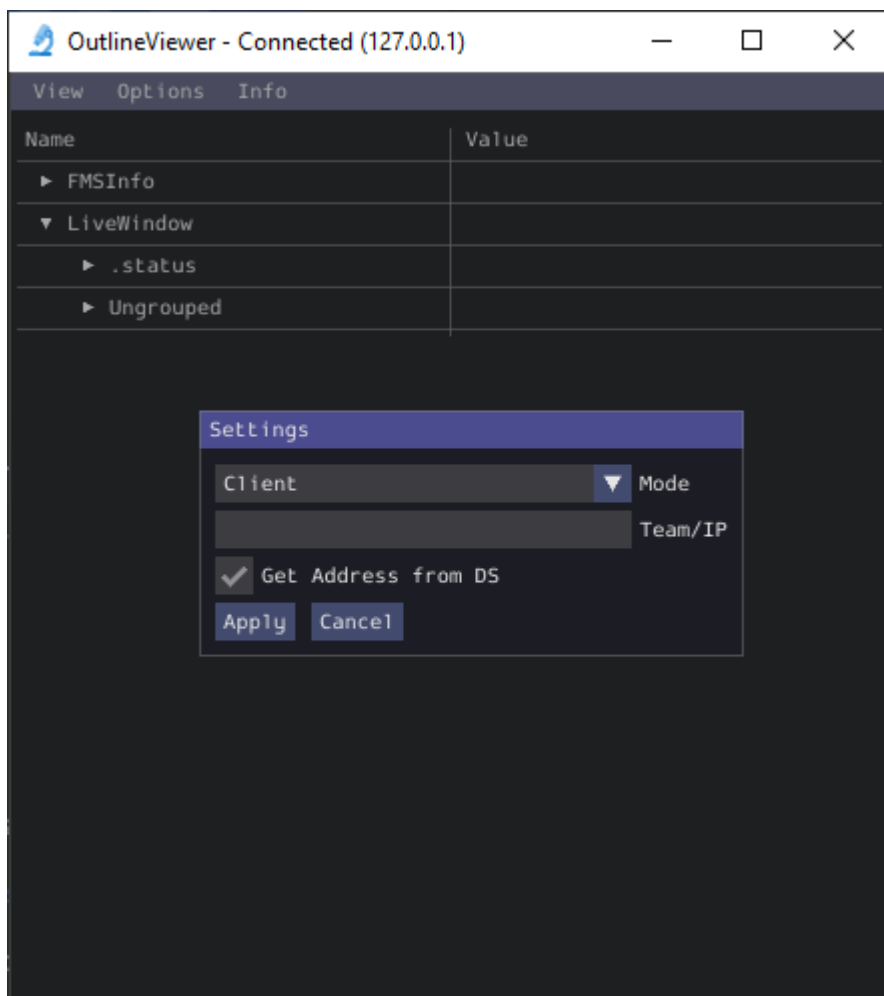 OutlineViewer - Connected (127.0.0.1)
View Options Info
Name Value
FMSInfo
LiveWindow
.status
Ungrouped
Settings
Client Mode
Team/IP
Get Address from DS
Apply Cancel